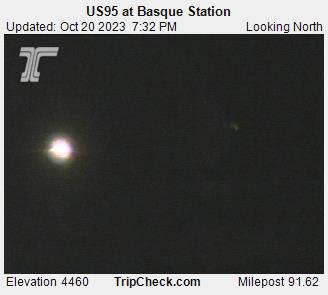 US95 at Basque Station
Updated: Oct 20 2023 7:32 PM Looking North
Elevation 4460 TripCheck.com Milepost 91.62